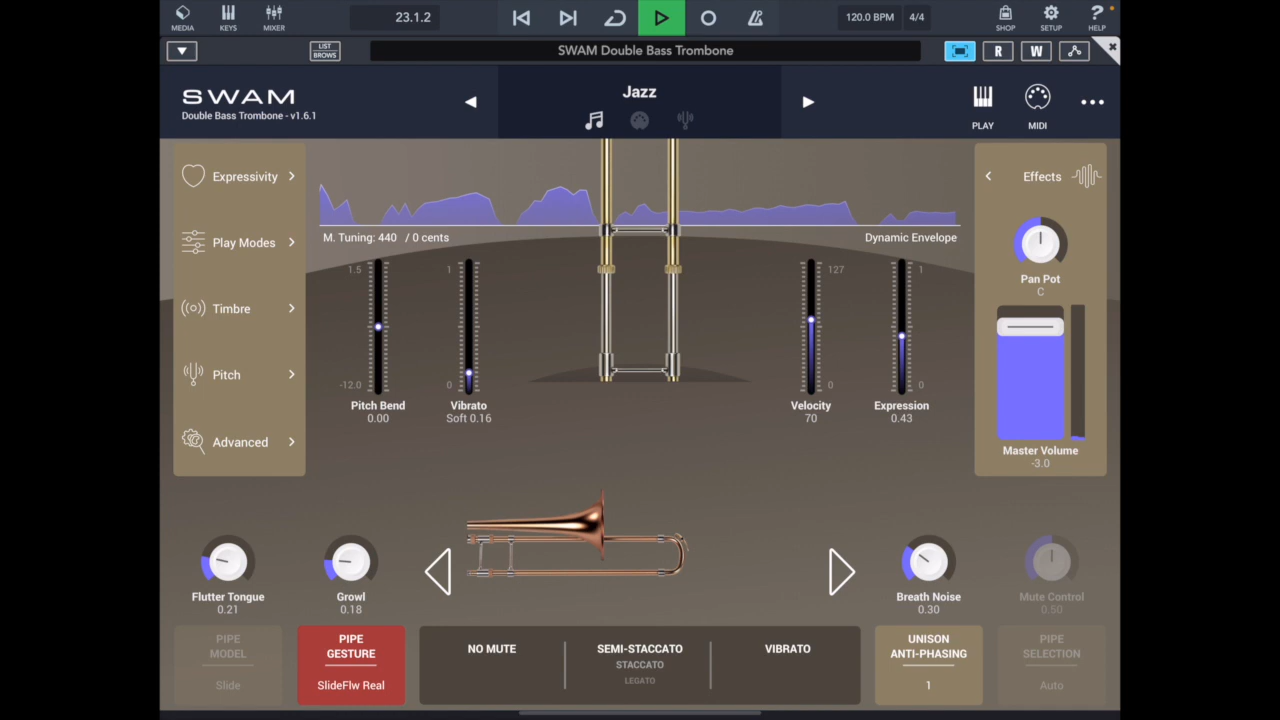 MEDIA
KEYS
MIXER
23.1.2
120.0 BPM
4/4
SHOP
SETUP
?
HELP
LIST
BROWS
SWAM Double Bass Trombone
R
W
SWAM
Double Bass Trombone - v1.6.1
Jazz
PLAY
MIDI
Expressivity
Play Modes
Timbre
Pitch
Advanced
M. Tuning: 440 / 0 cents
Dynamic Envelope
1.5
-12.0
Pitch Bend
0.00
1
0
Vibrato
Soft 0.16
127
0
Velocity
70
1
0
Expression
0.43
Effects
Pan Pot
C
Master Volume
-3.0
Flutter Tongue
0.21
Growl
0.18
Breath Noise
0.30
Mute Control
0.50
PIPE
MODEL
Slide
PIPE
GESTURE
SlideFlw Real
NO MUTE
SEMI-STACCATO
STACCATO
LEGATO
VIBRATO
UNISON
ANTI-PHASING
1
PIPE
SELECTION
Auto